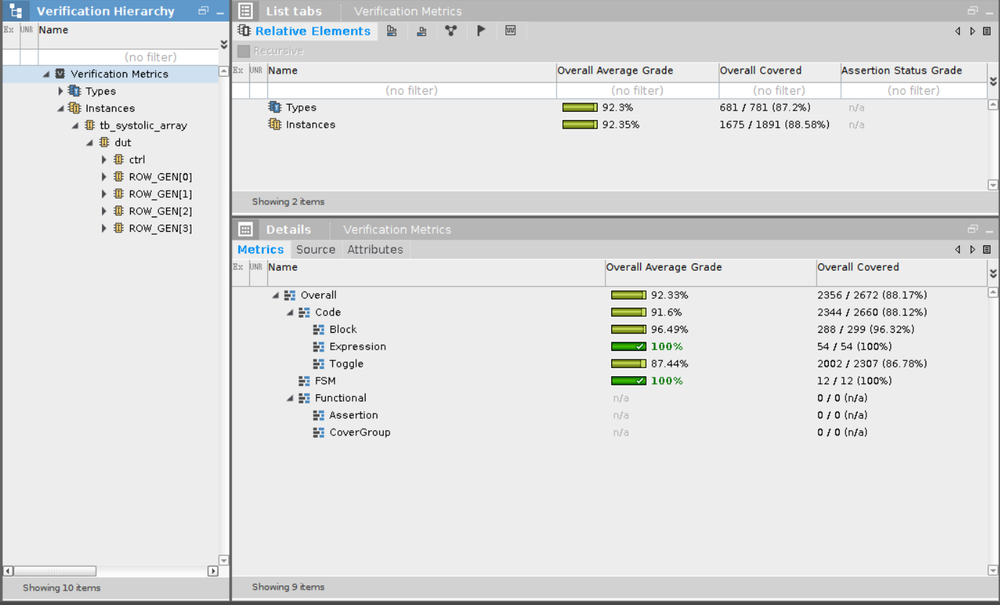 Verification Hierarchy
Ex UNR Name
(no filter)
Verification Metrics
Types
Instances
tb_systolic_array
dut
ctrl
ROW_GEN[0]
ROW_GEN[1]
ROW_GEN[2]
ROW_GEN[3]
Showing 10 items
List tabs Verification Metrics
Relative Elements
Recursive
Ex UNR Name Overall Average Grade Overall Covered Assertion Status Grade
(no filter) (no filter) (no filter) (no filter)
Types 92.3% 681 / 781 (87.2%) n/a
Instances 92.35% 1675 / 1891 (88.58%) n/a
Showing 2 items
Details Verification Metrics
Metrics Source Attributes
Ex UNR Name Overall Average Grade Overall Covered
Overall 92.33% 2356 / 2672 (88.17%)
Code 91.6% 2344 / 2660 (88.12%)
Block 96.49% 288 / 299 (96.32%)
Expression 100% 54 / 54 (100%)
Toggle 87.44% 2002 / 2307 (86.78%)
FSM 100% 12 / 12 (100%)
Functional n/a 0 / 0 (n/a)
Assertion n/a 0 / 0 (n/a)
CoverGroup n/a 0 / 0 (n/a)
Showing 9 items